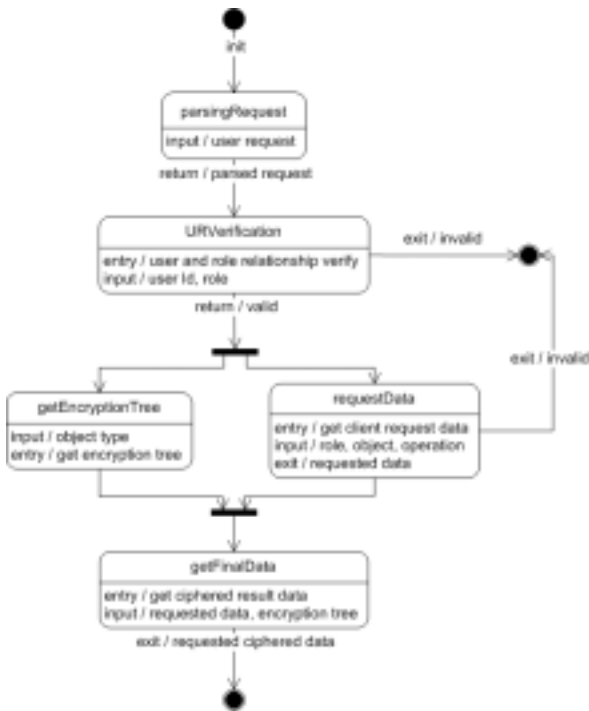 init
parsingRequest
input / user request
return / parsed request
URVerification
entry / user and role relationship verify
input / user Id, role
exit / invalid
return / valid
exit / invalid
getEncryptionTree
input / object type
entry / get encryption tree
requestData
entry / get client request data
input / role, object, operation
exit / requested data
getFinalData
entry / get ciphered result data
input / requested data, encryption tree
exit / requested ciphered data